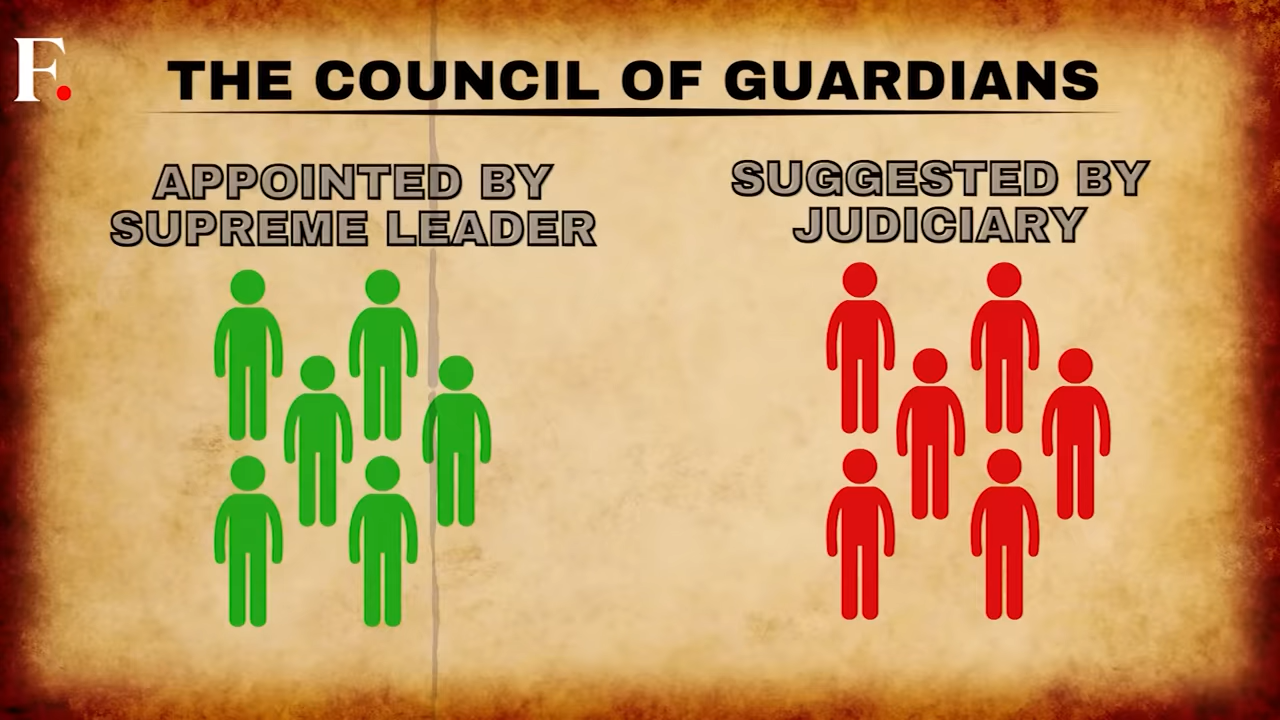 F.
THE COUNCIL OF GUARDIANS
APPOINTED BY
SUPREME LEADER
SUGGESTED BY
JUDICIARY